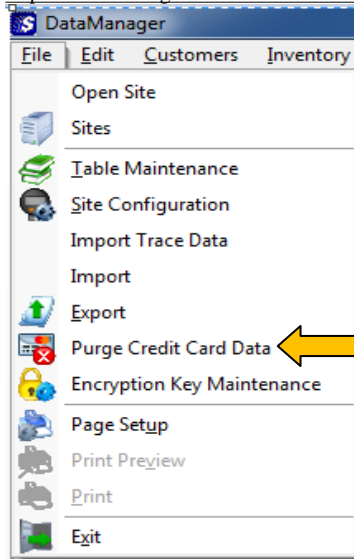 DataManager
File Edit Customers Inventory
Open Site
Sites
Table Maintenance
Site Configuration
Import Trace Data
Import
Export
Purge Credit Card Data
Encryption Key Maintenance
Page Setup
Print Preview
Print
Exit